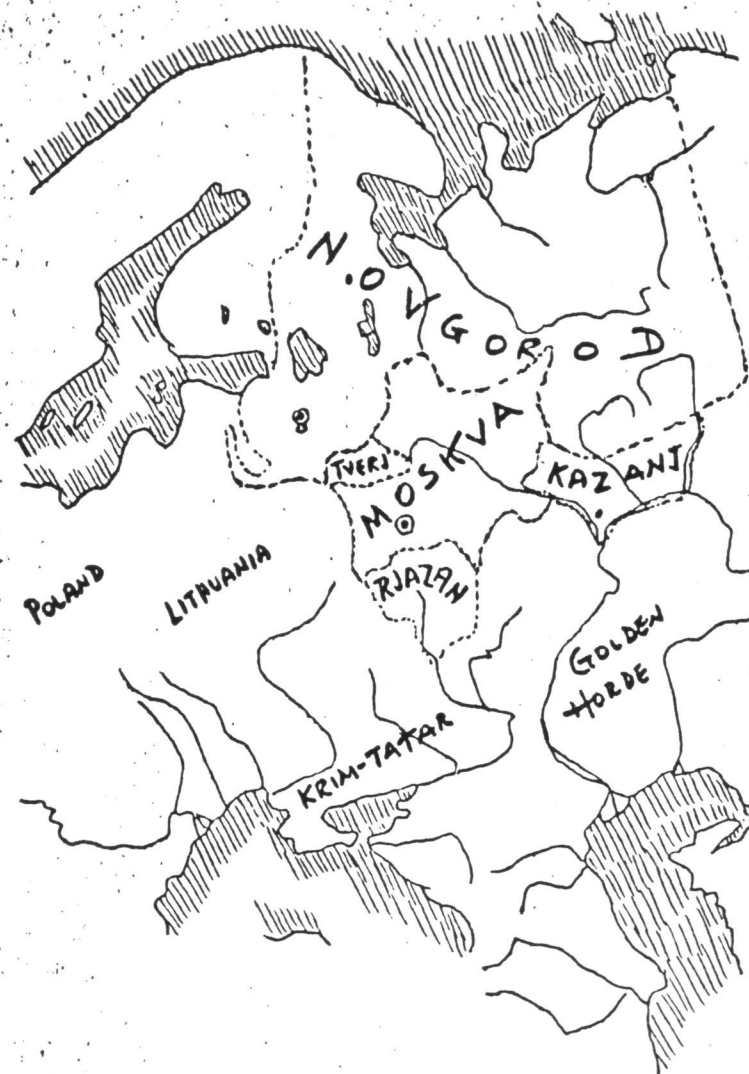 NOVGOROD
TVERJ
MOSKVA
KAZANJ
RJAZAN
POLAND
LITHUANIA
GOLDEN
HORDE
KRIM-TATAR